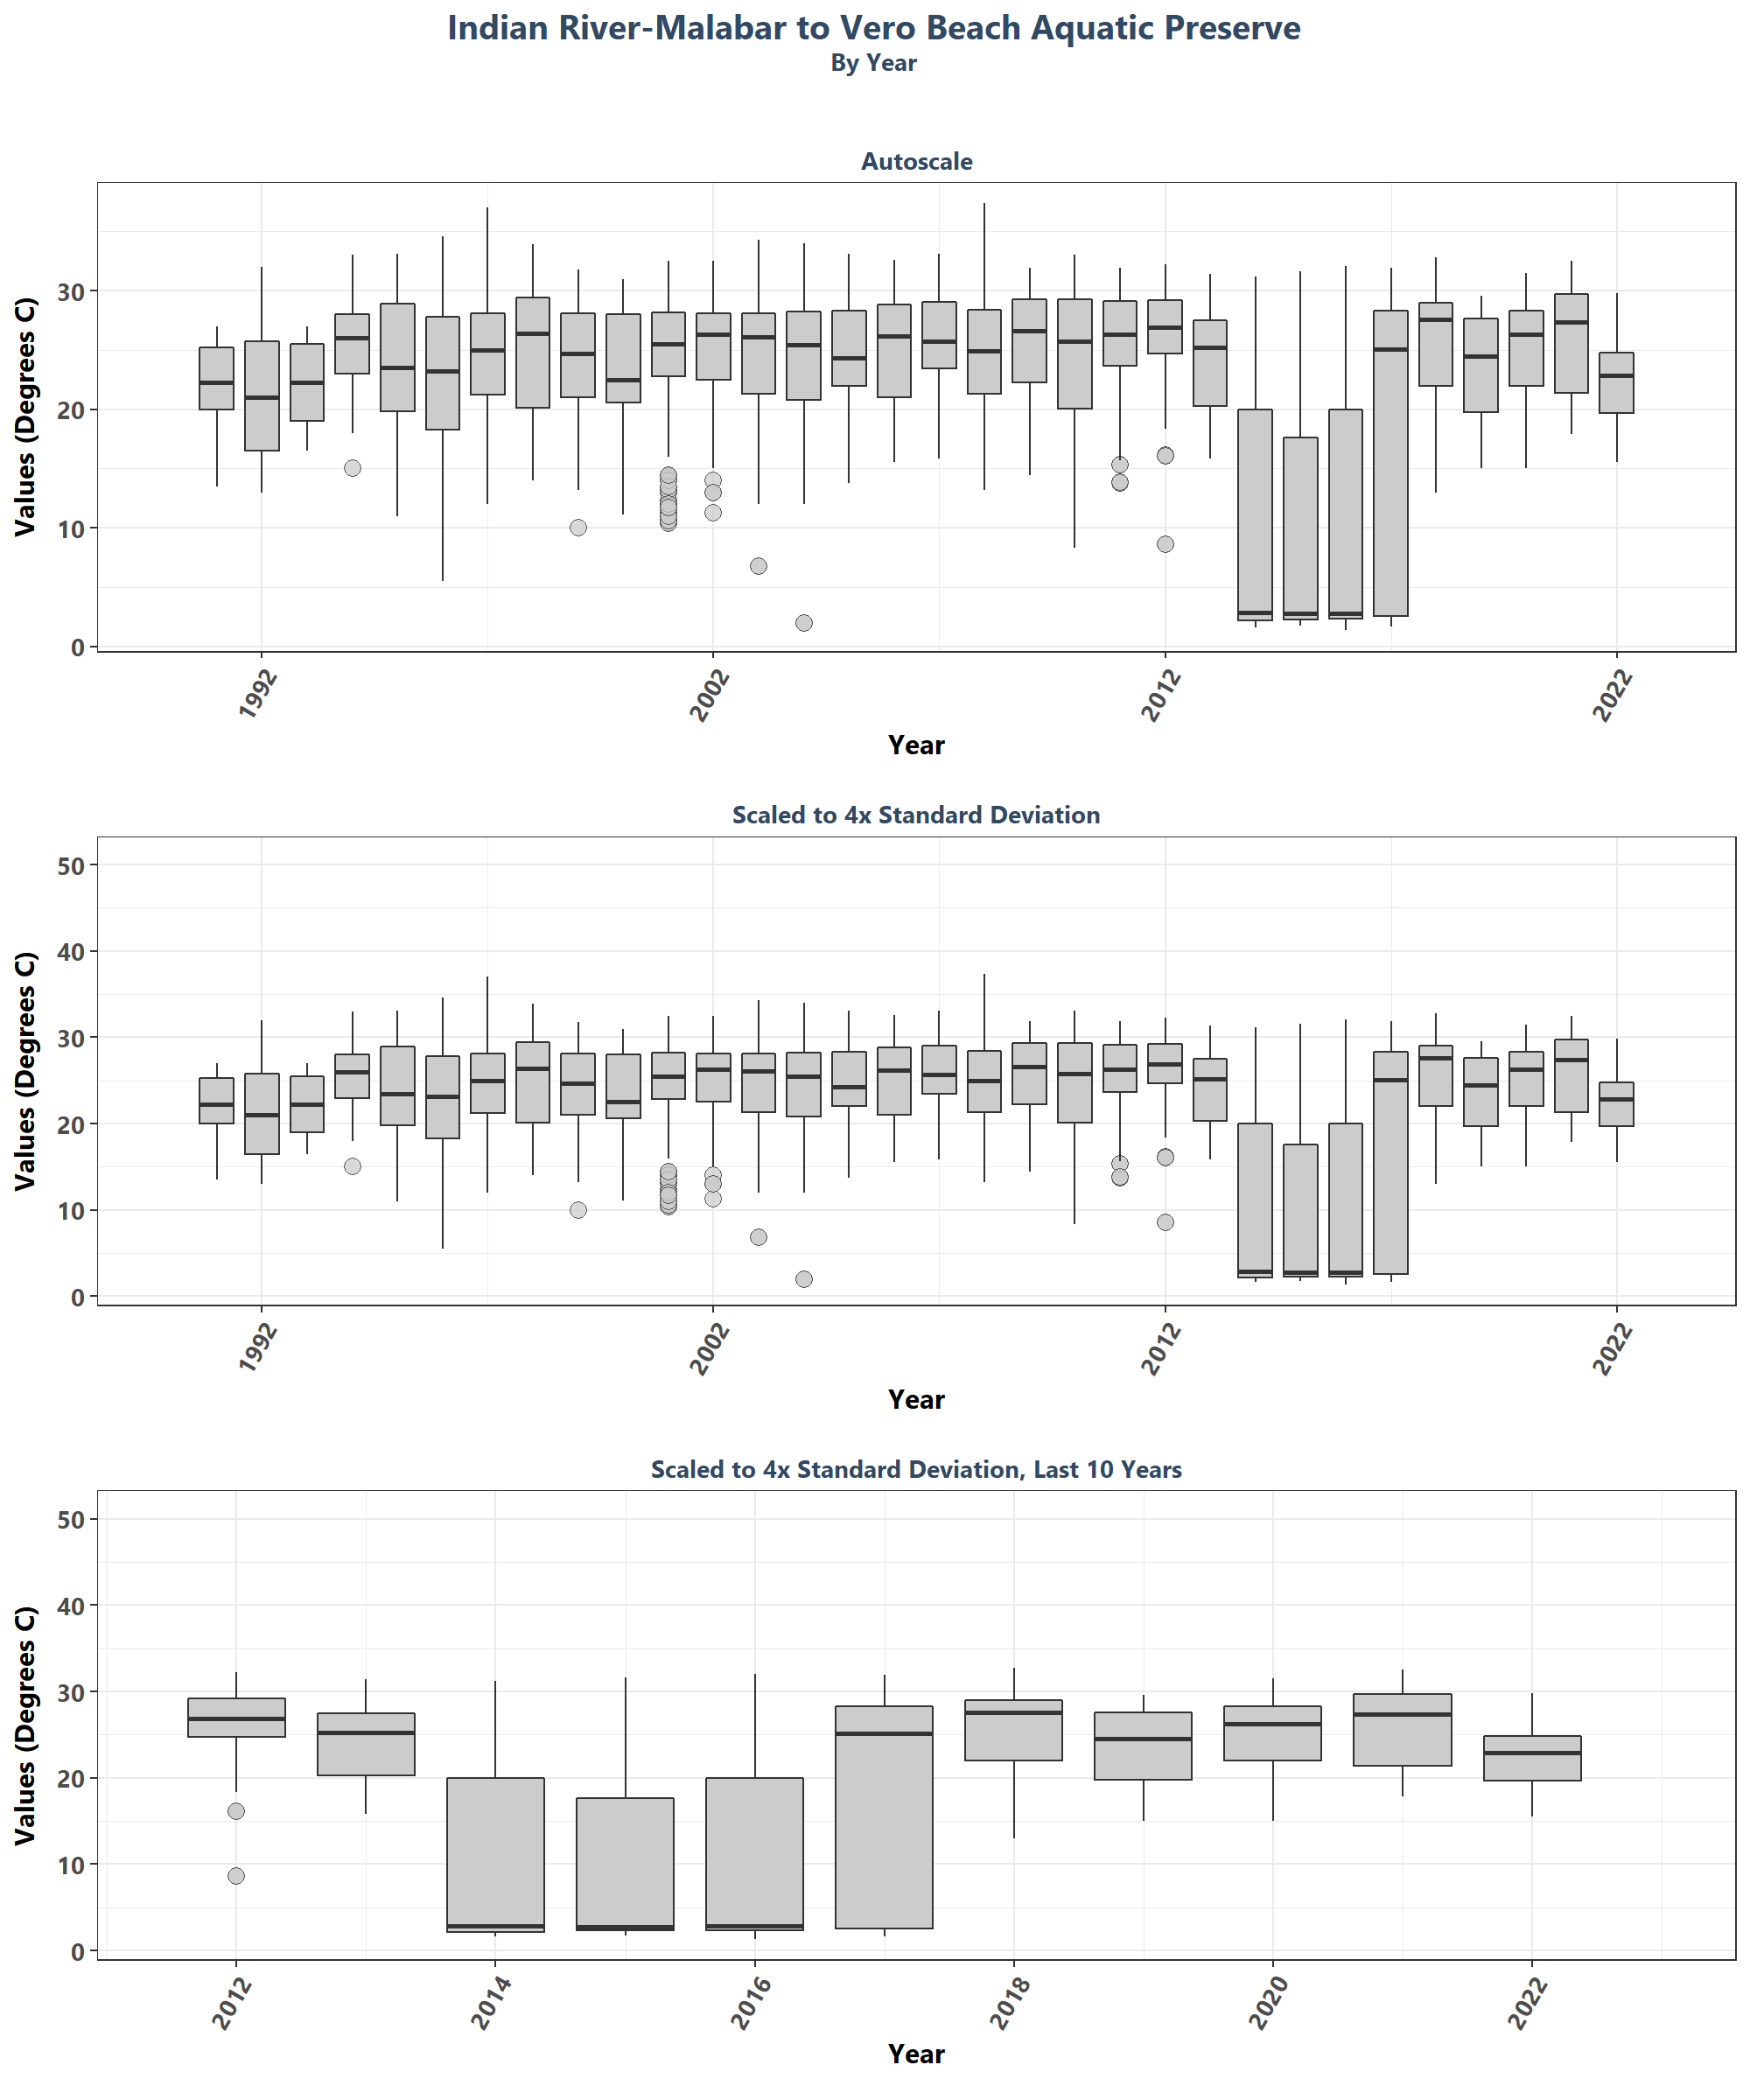 Indian River-Malabar to Vero Beach Aquatic Preserve
By Year
Autoscale
Values (Degrees C)
30
20
10
0
1992
2002
2012
2022
Year
Scaled to 4x Standard Deviation
Values (Degrees C)
50
40
30
20
10
0
1992
2002
2012
2022
Year
Scaled to 4x Standard Deviation, Last 10 Years
Values (Degrees C)
50
40
30
20
10
0
2012
2014
2016
2018
2020
2022
Year